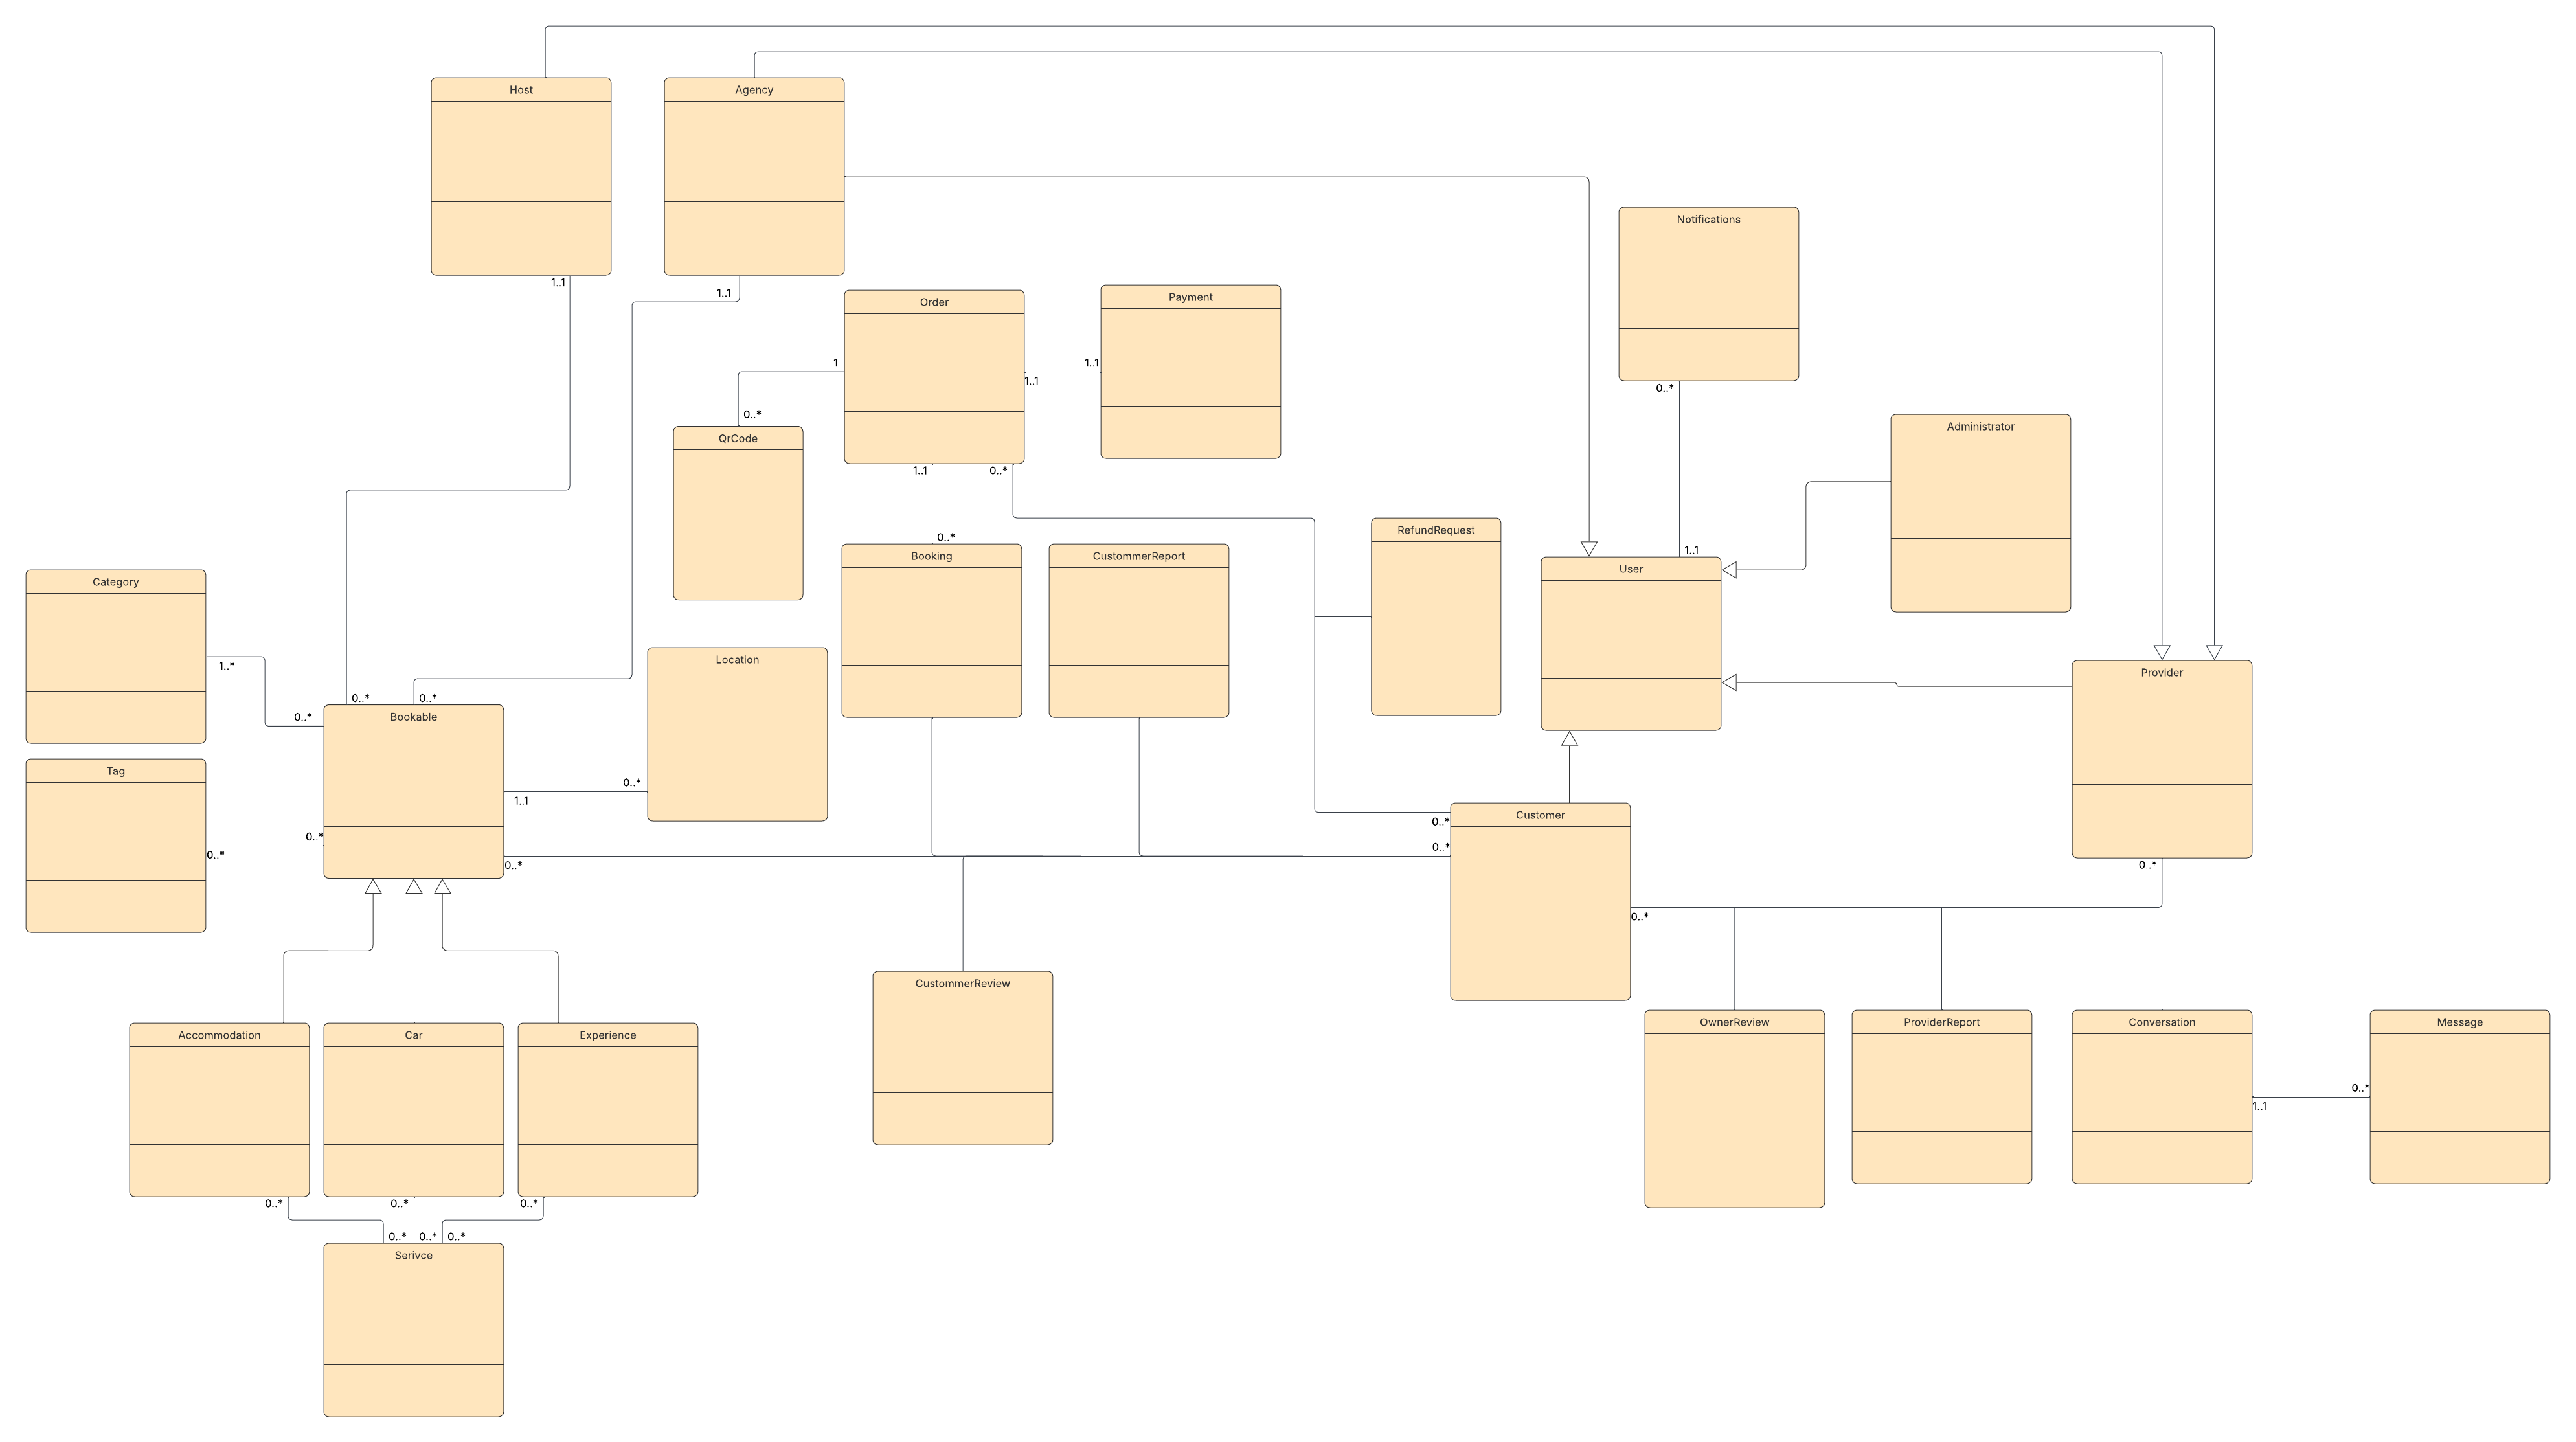 Host
Agency
Notifications
1..1
1..1
Order
Payment
1
1..1
1..1
0..*
0..*
QrCode
Administrator
1..1
0..*
RefundRequest
0..*
Booking
CustommerReport
1..1
User
Category
Location
1..*
Provider
0..*
0..*
0..*
Bookable
Tag
0..*
1..1
Customer
0..*
0..*
0..*
0..*
0..*
0..*
0..*
CustommerReview
OwnerReview
ProviderReport
Conversation
Message
Accommodation
Car
Experience
0..*
1..1
0..*
0..*
0..*
0..*
0..*
0..*
Serivce